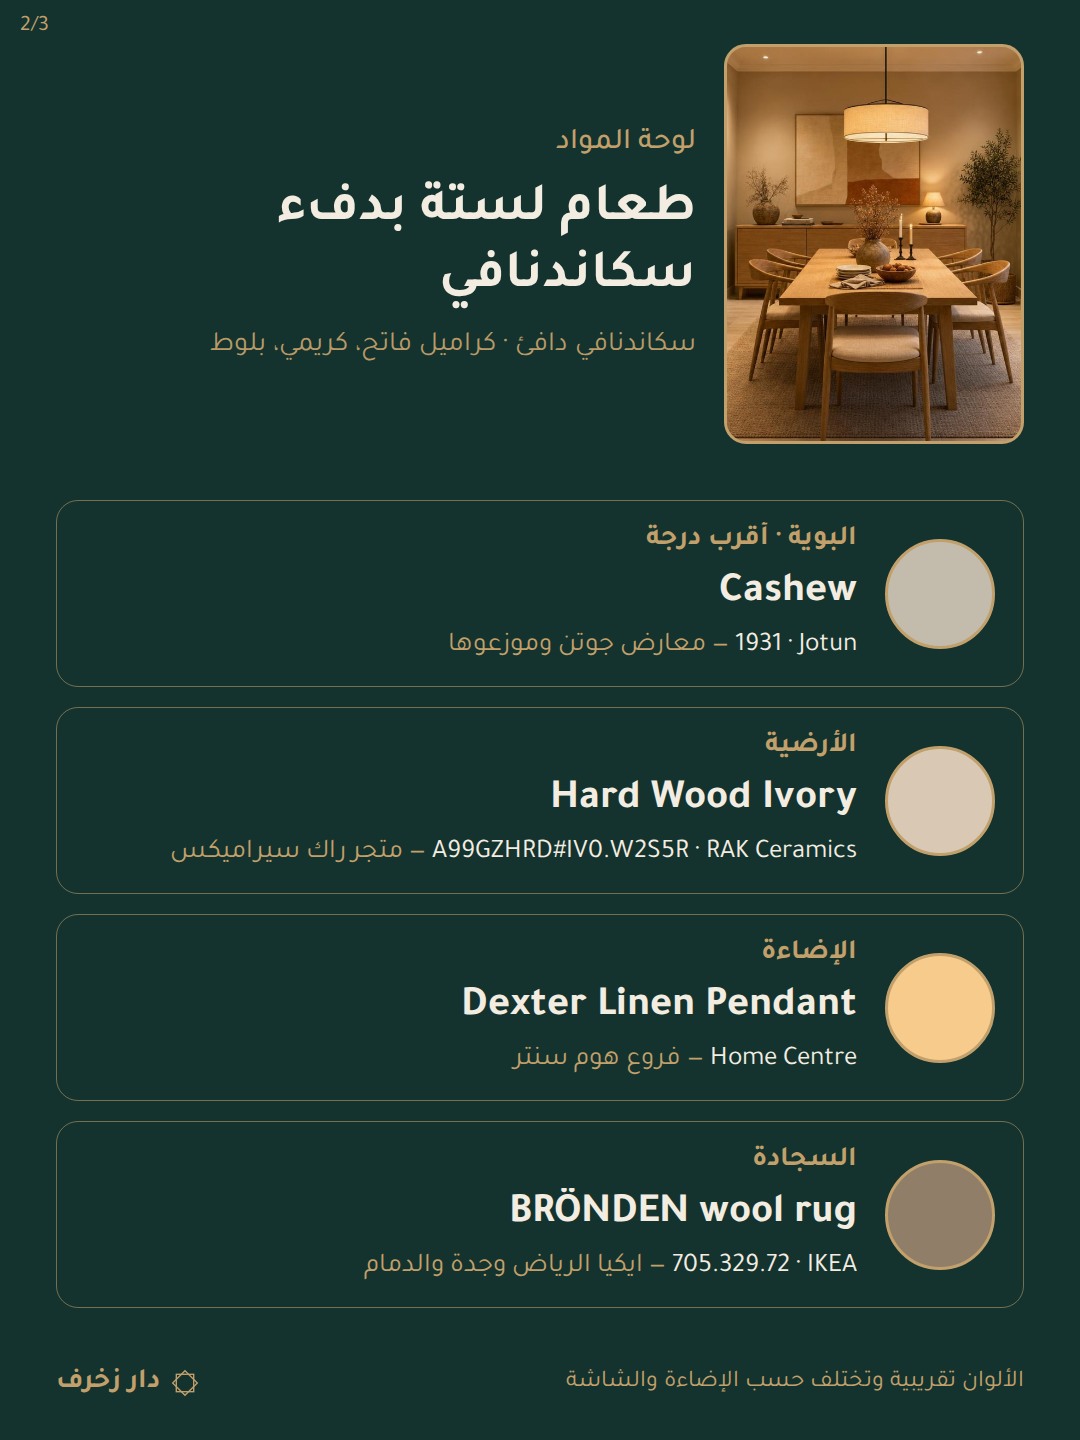 2/3
لوحة المواد
طعام لستة بدفء
سكاندنافي
سكاندنافي دافئ · كراميل فاتح، كريمي، بلوط
البوية · أقرب درجة
Cashew
1931 · Jotun – معارض جوتن وموزعوها
الأرضية
Hard Wood Ivory
A99GZHRD#IV0.W2S5R · RAK Ceramics – متجر راك سيراميكس
الإضاءة
Dexter Linen Pendant
Home Centre – فروع هوم سنتر
السجادة
BRÖNDEN wool rug
705.329.72 · IKEA – ايكيا الرياض وجدة والدمام
الألوان تقريبية وتختلف حسب الإضاءة والشاشة
دار زخرف